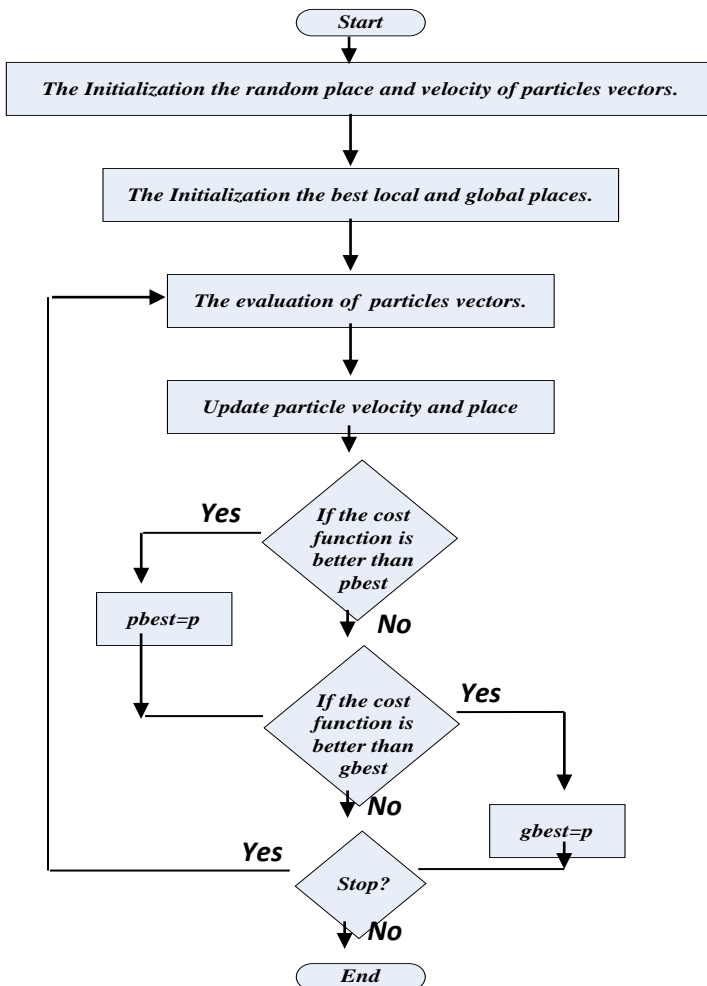 Start
The Initialization the random place and velocity of particles vectors.
The Initialization the best local and global places.
The evaluation of particles vectors.
Update particle velocity and place
Yes
If the cost
function is
better than
pbest
pbest=p
No
If the cost
function is
better than
gbest
Yes
No
gbest=p
Yes
Stop?
No
End